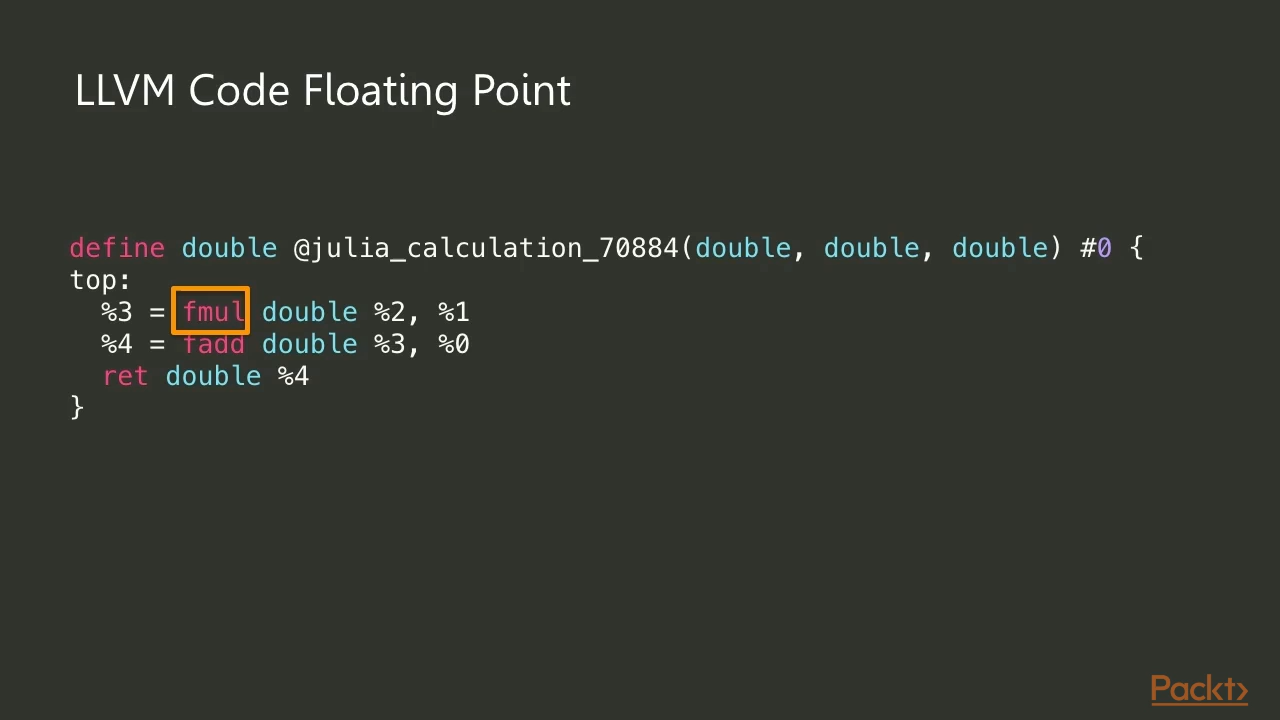 LLVM Code Floating Point
define double @julia_calculation_70884(double, double, double) #0 {
top:
  %3 = fmul double %2, %1
  %4 = fadd double %3, %0
  ret double %4
}
Packt>